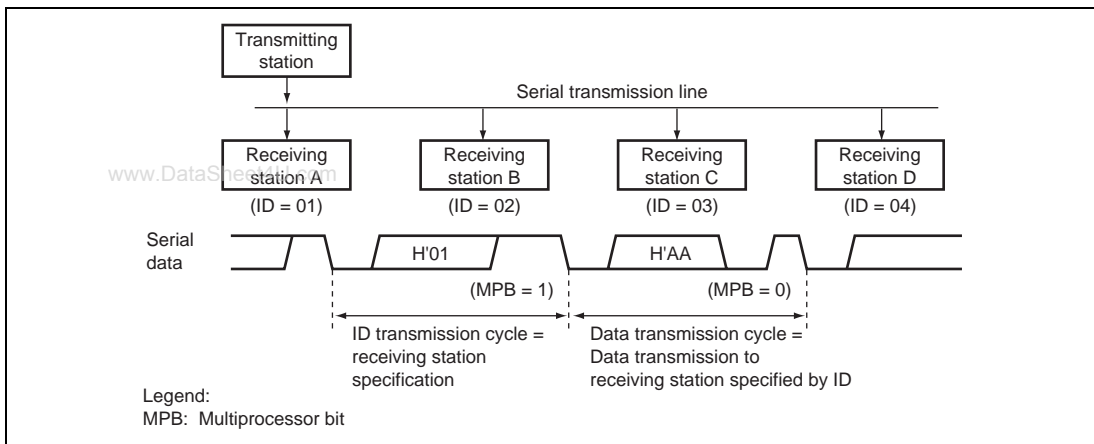 Transmitting
station
Serial transmission line
Receiving
station A
Receiving
station B
Receiving
station C
Receiving
station D
www.DataSheet4U.com
(ID = 01)
(ID = 02)
(ID = 03)
(ID = 04)
Serial
data
H'01
H'AA
(MPB = 1)
(MPB = 0)
ID transmission cycle =
receiving station
specification
Data transmission cycle =
Data transmission to
receiving station specified by ID
Legend:
MPB: Multiprocessor bit